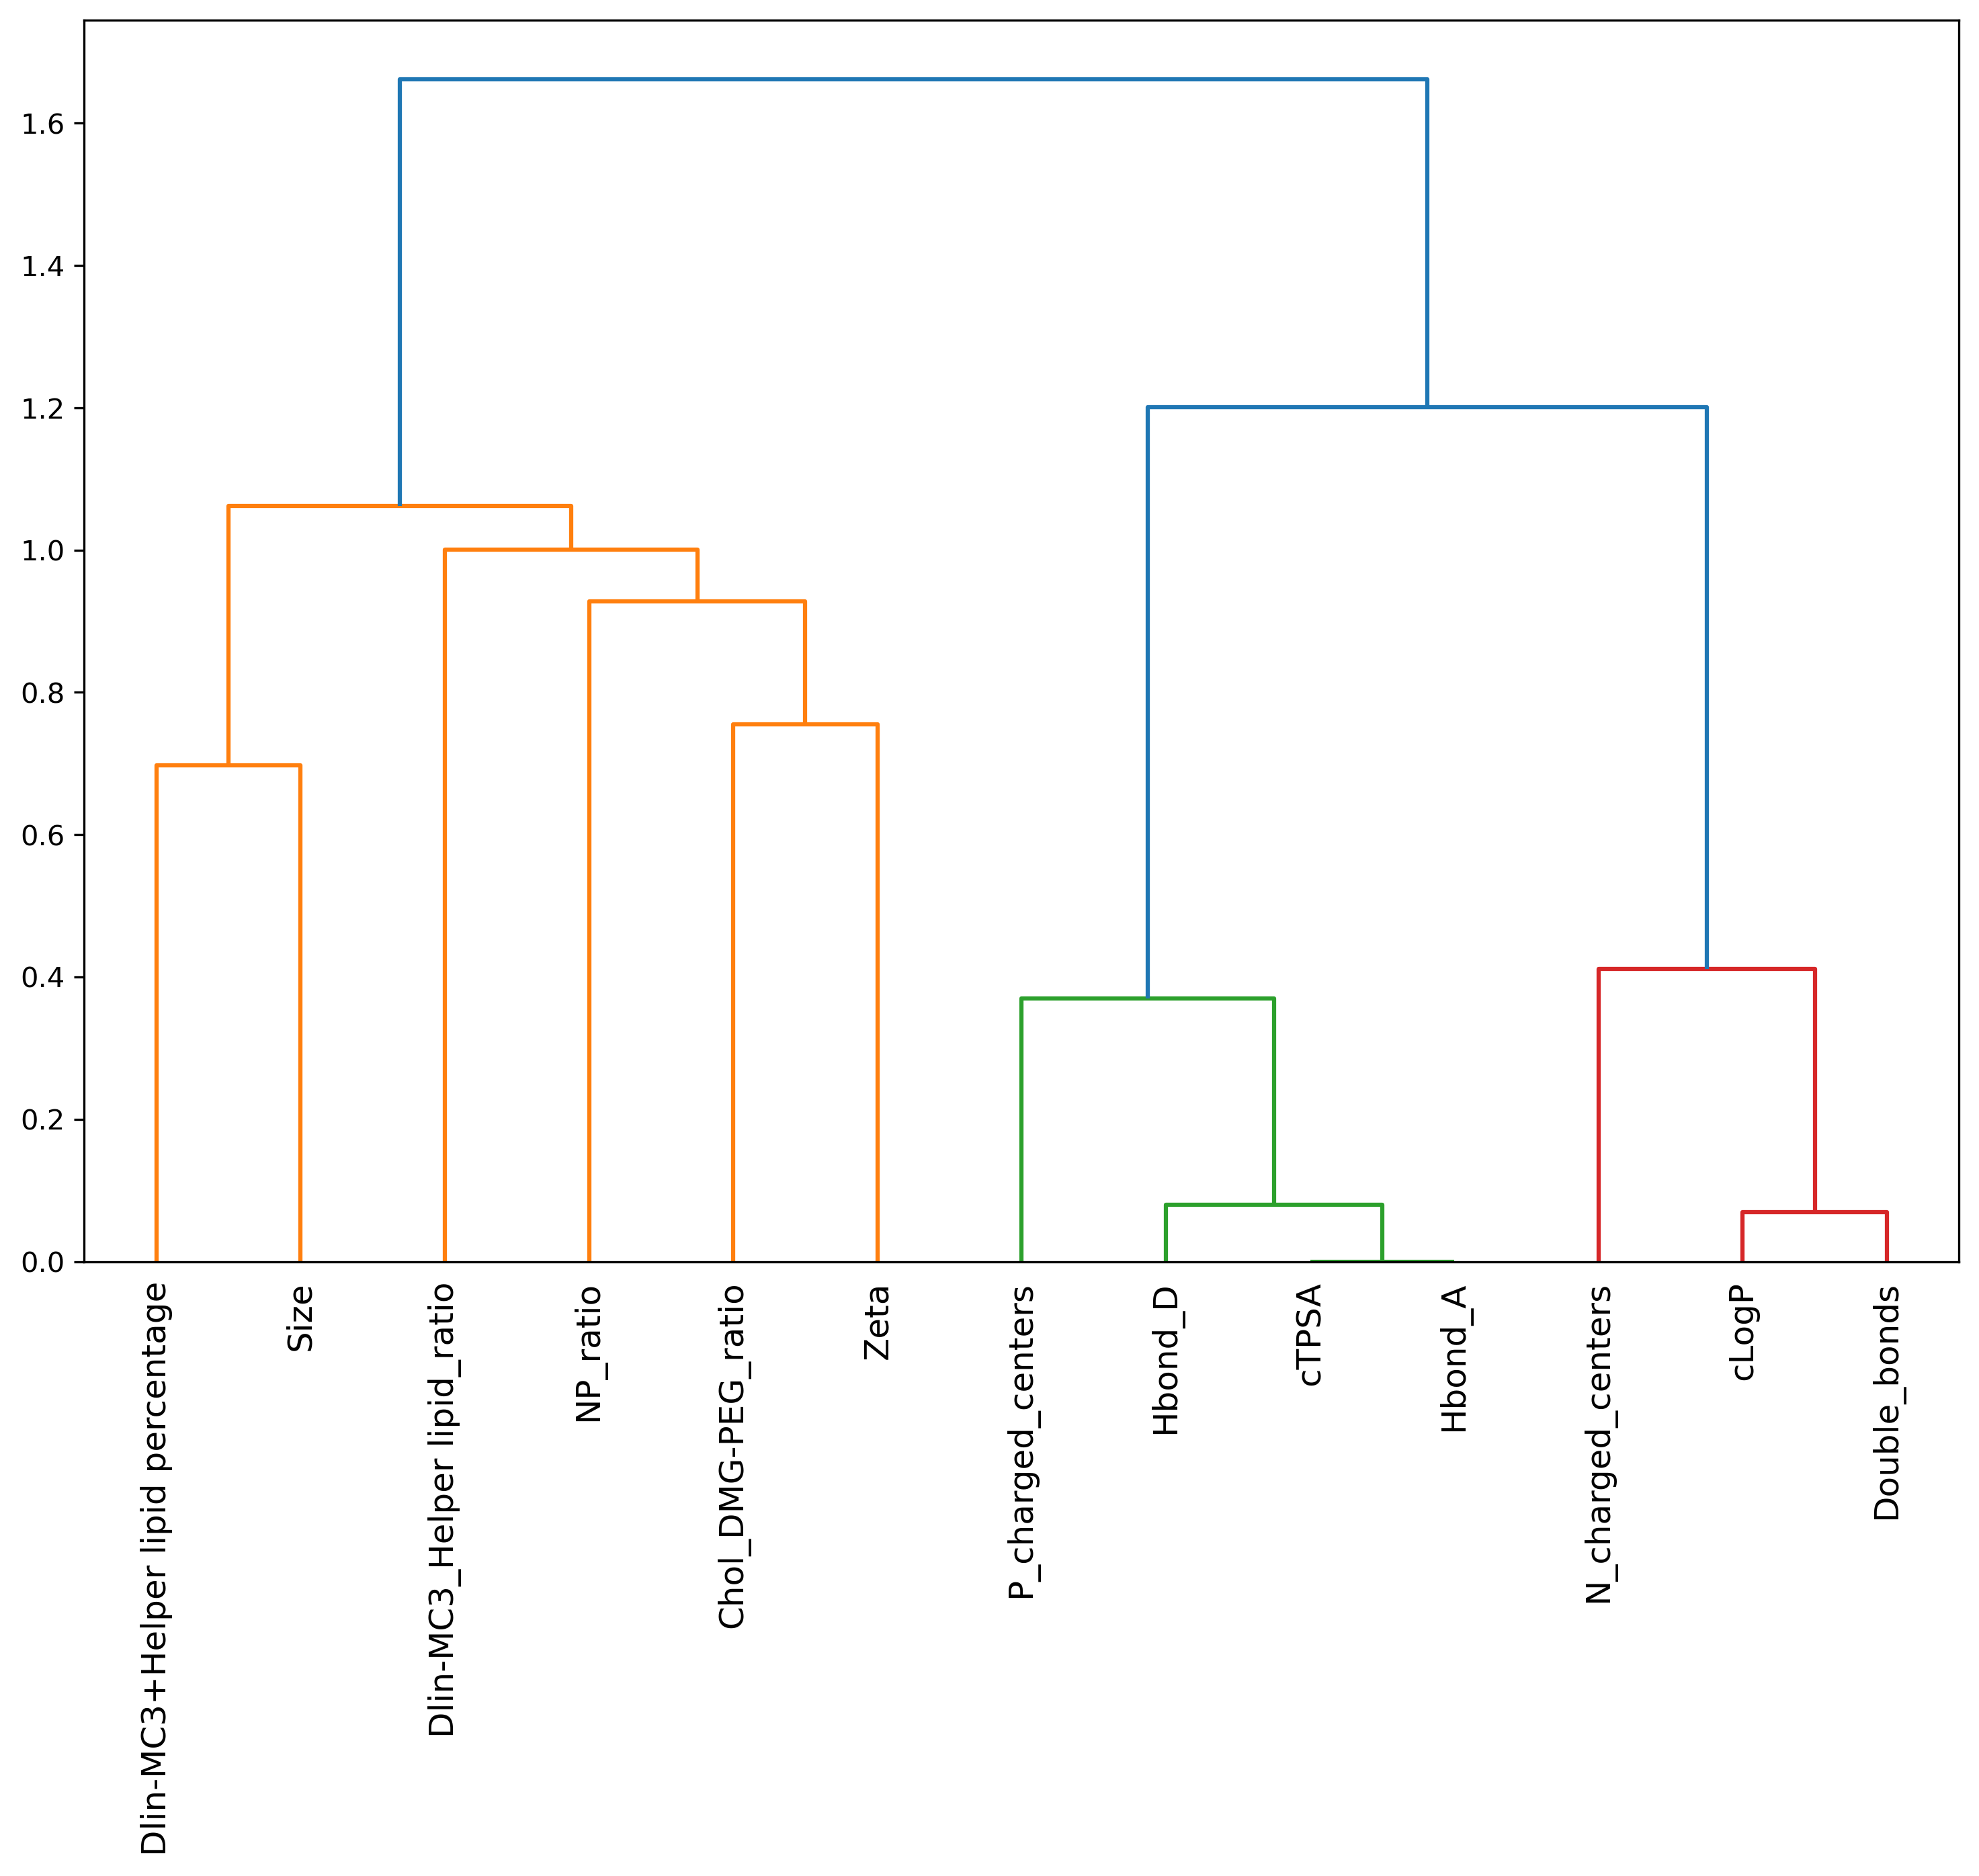 1.6
1.4
1.2
1.0
0.8
0.6
0.4
0.2
0.0
Dlin-MC3+Helper lipid percentage
Size
Dlin-MC3_Helper lipid_ratio
NP_ratio
Chol_DMG-PEG_ratio
Zeta
P_charged_centers
Hbond_D
cTPSA
Hbond_A
N_charged_centers
cLogP
Double_bonds